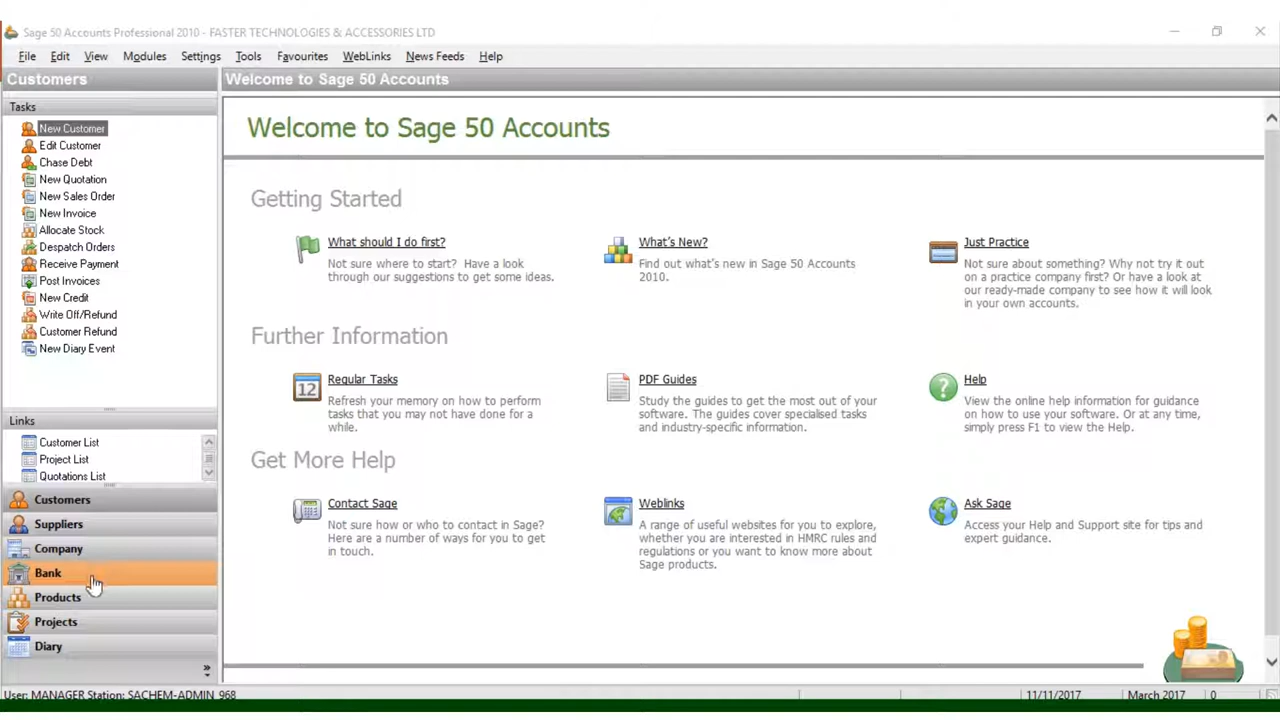 Sage 50 Accounts Professional 2010 - FASTER TECHNOLOGIES & ACCESSORIES LTD
File Edit View Modules Settings Tools Favourites WebLinks News Feeds Help
Customers
Welcome to Sage 50 Accounts
Tasks
New Customer
Edit Customer
Chase Debt
New Quotation
New Sales Order
New Invoice
Allocate Stock
Despatch Orders
Receive Payment
Post Invoices
New Credit
Write Off/Refund
Customer Refund
New Diary Event
Links
Customer List
Project List
Quotations List
Customers
Suppliers
Company
Bank
Products
Projects
Diary
Welcome to Sage 50 Accounts
Getting Started
What should I do first?
Not sure where to start? Have a look
through our suggestions to get some ideas.
What's New?
Find out what's new in Sage 50 Accounts
2010.
Just Practice
Not sure about something? Why not try it out
on a practice company first? Or have a look at
our ready-made company to see how it will look
in your own accounts.
Further Information
12
Regular Tasks
Refresh your memory on how to perform
tasks that you may not have done for a
while.
PDF Guides
Study the guides to get the most out of your
software. The guides cover specialised tasks
and industry-specific information.
Help
View the online help information for guidance
on how to use your software. Or at any time,
simply press F1 to view the Help.
Get More Help
Contact Sage
Not sure how or who to contact in Sage?
Here are a number of ways for you to get
in touch.
Weblinks
A range of useful websites for you to explore,
whether you are interested in HMRC rules and
regulations or you want to know more about
Sage products.
Ask Sage
Access your Help and Support site for tips and
expert guidance.
User: MANAGER Station: SACHEM-ADMIN_968
11/11/2017 March 2017 0